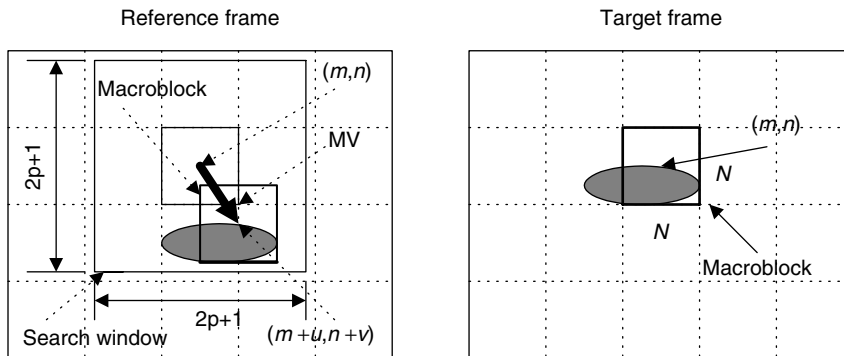 Reference frame
Target frame
(m,n)
Macroblock
MV
2p+1
2p+1
Search window
(m+u,n+v)
(m,n)
N
N
Macroblock